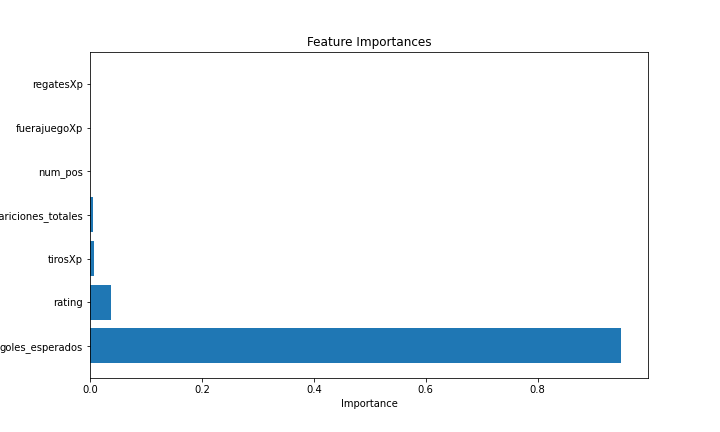 Feature Importances
regatesXp
fuerajuegoXp
num_pos
ariciones_totales
tirosXp
rating
goles_esperados
0.0 0.2 0.4 0.6 0.8
Importance